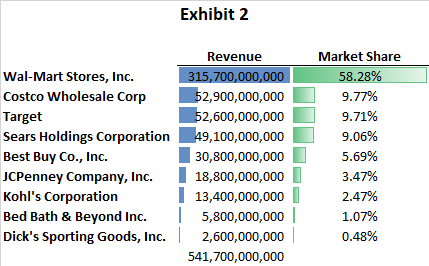 Exhibit 2
Revenue Market Share
Wal-Mart Stores, Inc. 315,700,000,000 58.28%
Costco Wholesale Corp 52,900,000,000 9.77%
Target 52,600,000,000 9.71%
Sears Holdings Corporation 49,100,000,000 9.06%
Best Buy Co., Inc. 30,800,000,000 5.69%
JCPenney Company, Inc. 18,800,000,000 3.47%
Kohl's Corporation 13,400,000,000 2.47%
Bed Bath & Beyond Inc. 5,800,000,000 1.07%
Dick's Sporting Goods, Inc. 2,600,000,000 0.48%
541,700,000,000